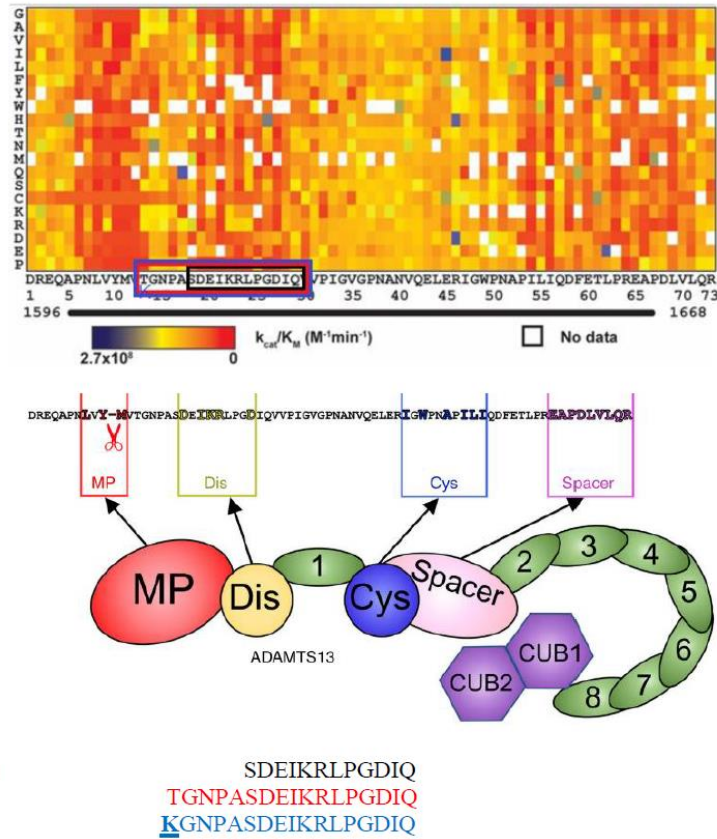 G
A
V
I
L
F
Y
W
H
T
N
M
Q
S
C
K
R
D
E
P
DREQAPNLVYMVTGNPASDEIKRLPGDIQVVPIGVGPNANVQELERIGWPNAPILIQDFETLPREAPDLVLQR
1 5 10 15 20 25 30 35 40 45 50 55 60 65 70 73
1596 1668
2.7x10⁸ 0 kcat/KM (M⁻¹min⁻¹) No data
DREQAPNLVY-MVTGNPASDEIKRLPGDIQVVPIGVGPNANVQELERIGWPNAPILIQDFETLPREAPDLVLQR
MP Dis Cys Spacer
MP Dis 1 Cys Spacer 2 3 4 5 6 7 8
CUB1
CUB2
ADAMTS13
SDEIKRLPGDIQ
TGNPASDEIKRLPGDIQ
KGNPASDEIKRLPGDIQ